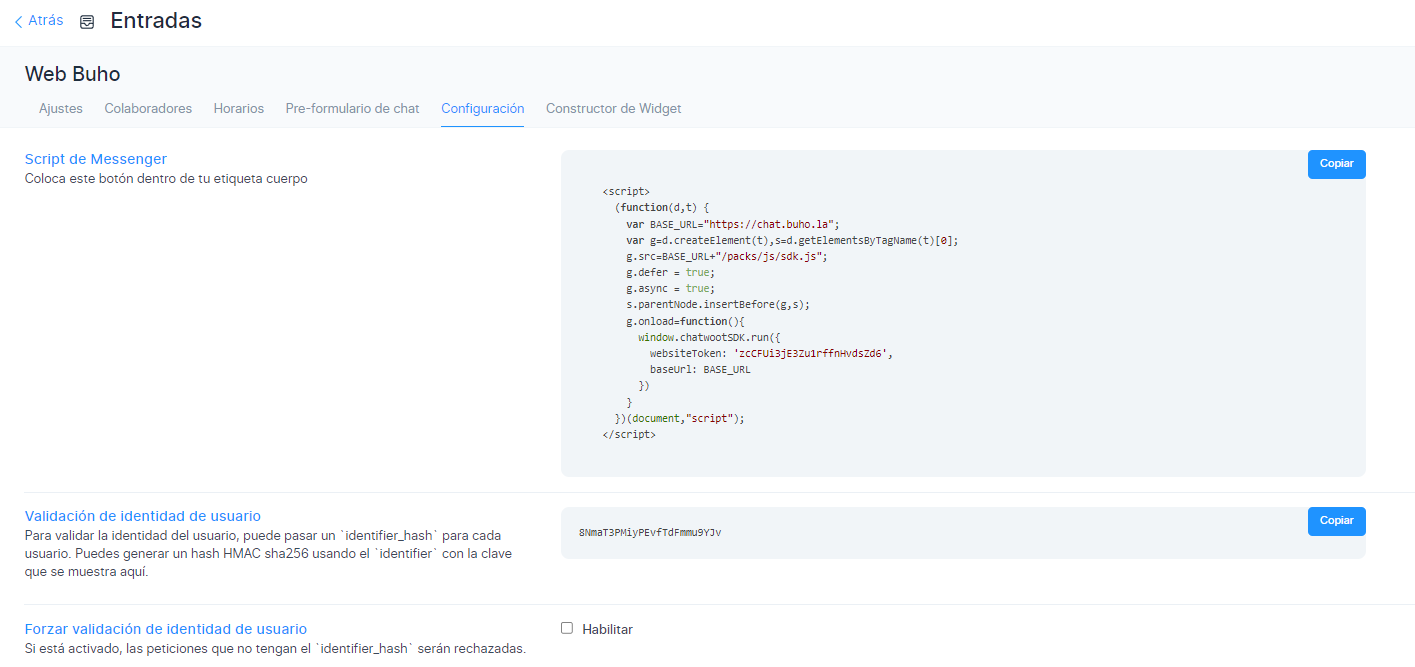 Atrás Entradas
Web Buho
Ajustes Colaboradores Horarios Pre-formulario de chat Configuración Constructor de Widget
Script de Messenger
Coloca este botón dentro de tu etiqueta cuerpo
Copiar
<script>
(function(d,t) {
var BASE_URL="https://chat.buho.la";
var g=d.createElement(t),s=d.getElementsByTagName(t)[0];
g.src=BASE_URL+"/packs/js/sdk.js";
g.defer = true;
g.async = true;
s.parentNode.insertBefore(g,s);
g.onload=function(){
window.chatwootSDK.run({
websiteToken: 'zcCFUi3jE3Zu1rffnHvdsZd6',
baseUrl: BASE_URL
})
}
})(document,"script");
</script>
Validación de identidad de usuario
Para validar la identidad del usuario, puede pasar un `identifier_hash` para cada
usuario. Puedes generar un hash HMAC sha256 usando el `identifier` con la clave
que se muestra aquí.
Copiar
8NmaT3PMiyPEvfTdFmmu9YJv
Forzar validación de identidad de usuario
Si está activado, las peticiones que no tengan el `identifier_hash` serán rechazadas.
Habilitar